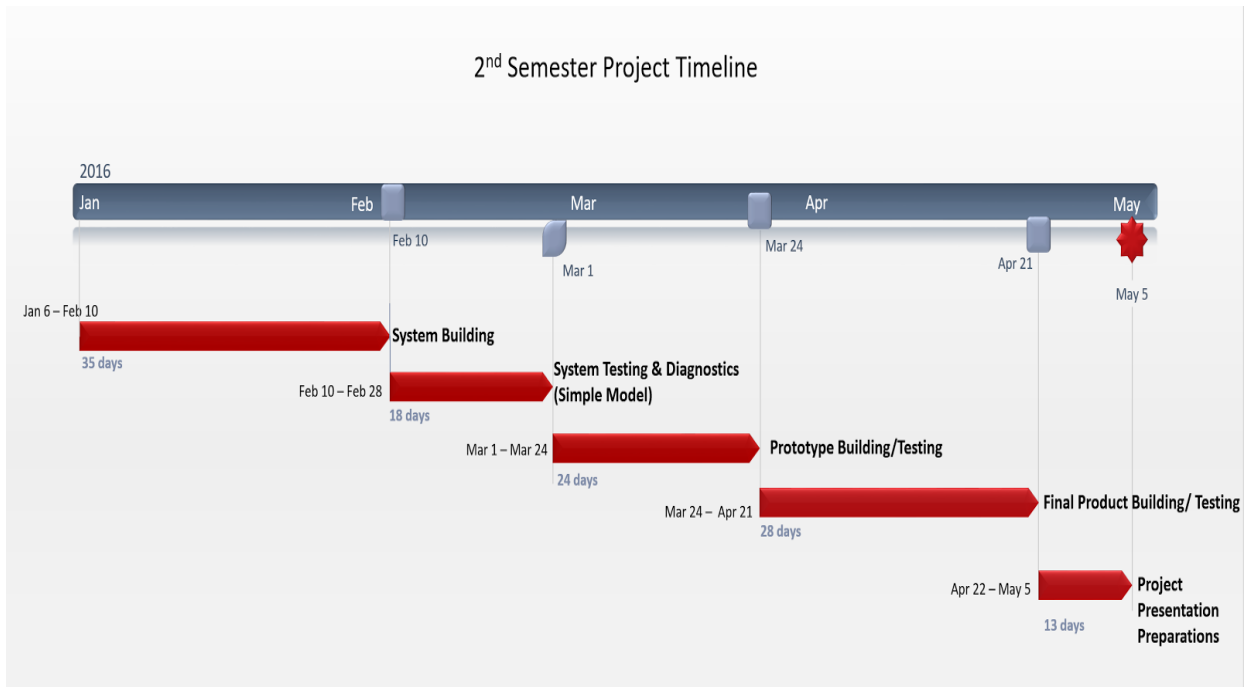 2nd Semester Project Timeline
2016
Jan
Feb
Mar
Apr
May
Feb 10
Mar 1
Mar 24
Apr 21
May 5
Jan 6 – Feb 10
System Building
35 days
Feb 10 – Feb 28
System Testing & Diagnostics
(Simple Model)
18 days
Mar 1 – Mar 24
Prototype Building/Testing
24 days
Mar 24 – Apr 21
Final Product Building/ Testing
28 days
Apr 22 – May 5
Project
Presentation
Preparations
13 days